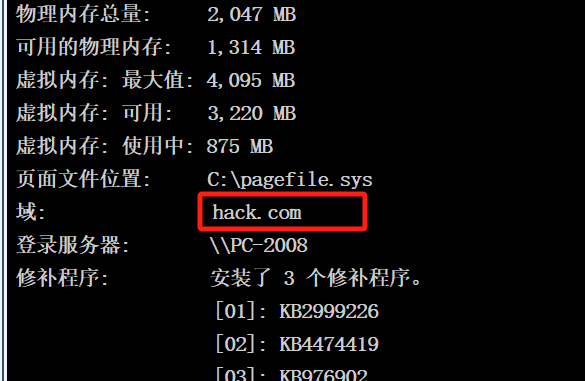 物理内存总量: 2,047 MB
可用的物理内存: 1,314 MB
虚拟内存: 最大值: 4,095 MB
虚拟内存: 可用: 3,220 MB
虚拟内存: 使用中: 875 MB
页面文件位置: C:\pagefile.sys
域: hack.com
登录服务器: \\PC-2008
修补程序: 安装了 3 个修补程序。
[01]: KB2999226
[02]: KB4474419
[03]: KB976902